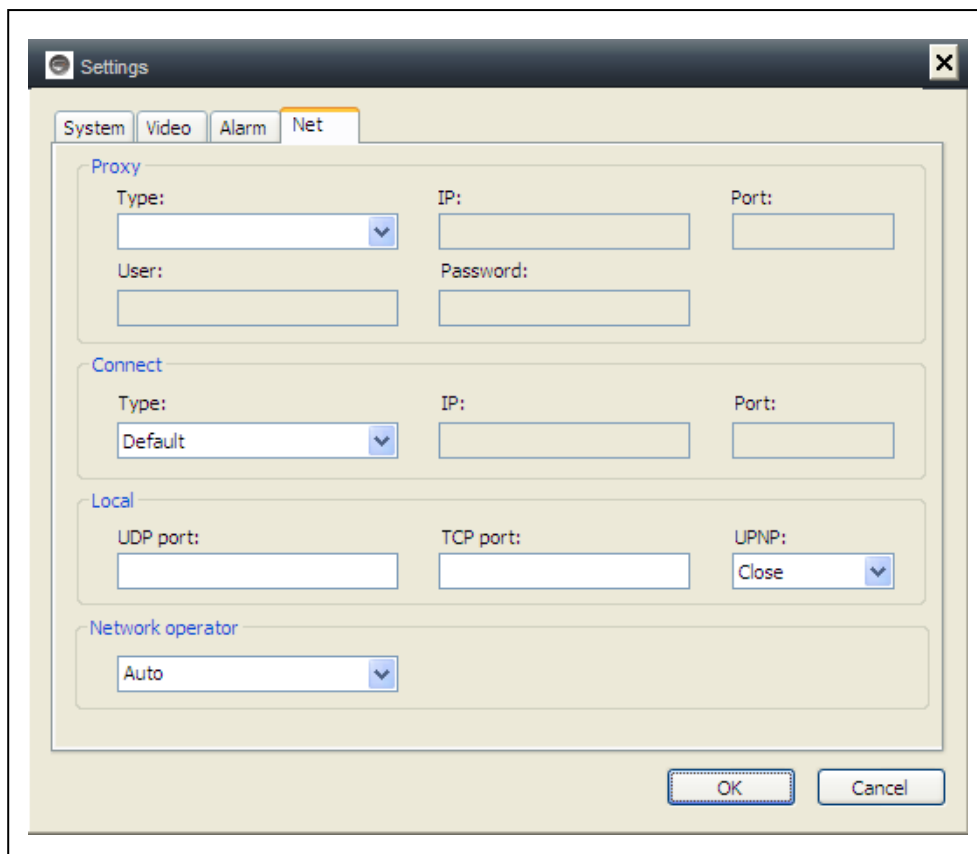 Settings
System Video Alarm Net
Proxy
Type: IP: Port:
User: Password:
Connect
Type: IP: Port:
Default
Local
UDP port: TCP port: UPNP:
Close
Network operator
Auto
OK Cancel